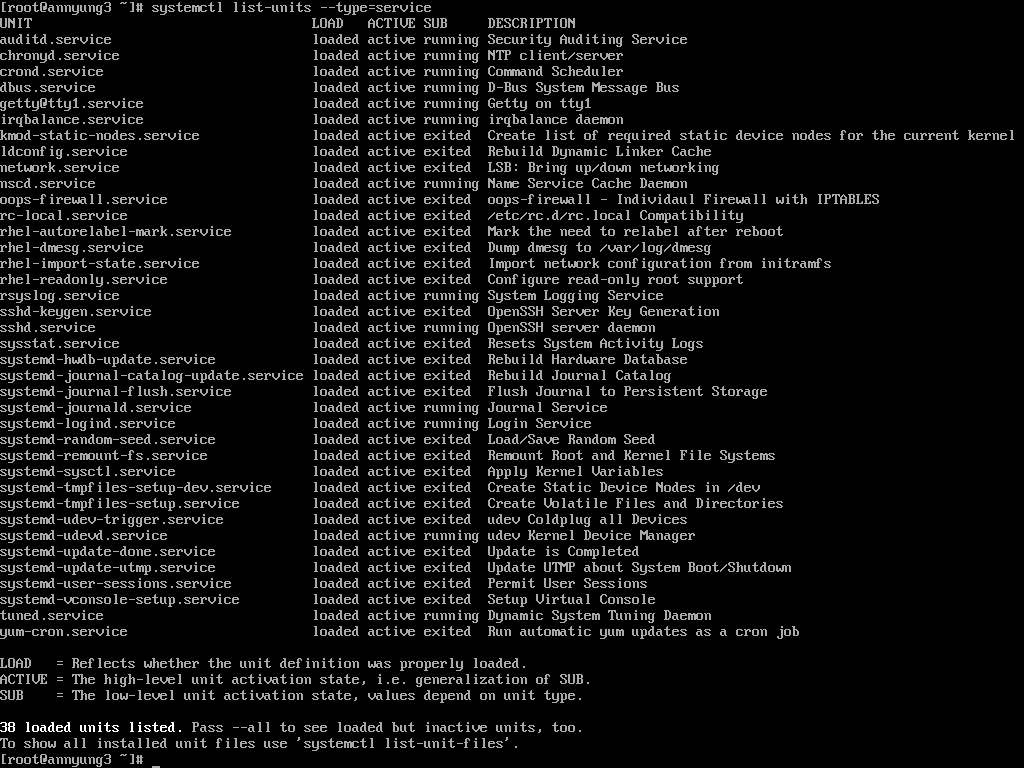 [root@annyung3 ~]# systemctl list-units --type=service
UNIT                                   LOAD   ACTIVE SUB     DESCRIPTION
auditd.service                         loaded active running Security Auditing Service
chronyd.service                        loaded active running NTP client/server
crond.service                          loaded active running Command Scheduler
dbus.service                           loaded active running D-Bus System Message Bus
getty@tty1.service                     loaded active running Getty on tty1
irqbalance.service                     loaded active running irqbalance daemon
kmod-static-nodes.service              loaded active exited  Create list of required static device nodes for the current kernel
ldconfig.service                       loaded active exited  Rebuild Dynamic Linker Cache
network.service                        loaded active exited  LSB: Bring up/down networking
nscd.service                           loaded active running Name Service Cache Daemon
oops-firewall.service                  loaded active exited  oops-firewall - Individaul Firewall with IPTABLES
rc-local.service                       loaded active exited  /etc/rc.d/rc.local Compatibility
rhel-autorelabel-mark.service          loaded active exited  Mark the need to relabel after reboot
rhel-dmesg.service                     loaded active exited  Dump dmesg to /var/log/dmesg
rhel-import-state.service              loaded active exited  Import network configuration from initramfs
rhel-readonly.service                  loaded active exited  Configure read-only root support
rsyslog.service                        loaded active running System Logging Service
sshd-keygen.service                    loaded active exited  OpenSSH Server Key Generation
sshd.service                           loaded active running OpenSSH server daemon
sysstat.service                        loaded active exited  Resets System Activity Logs
systemd-hwdb-update.service            loaded active exited  Rebuild Hardware Database
systemd-journal-catalog-update.service loaded active exited  Rebuild Journal Catalog
systemd-journal-flush.service          loaded active exited  Flush Journal to Persistent Storage
systemd-journald.service               loaded active running Journal Service
systemd-logind.service                 loaded active running Login Service
systemd-random-seed.service            loaded active exited  Load/Save Random Seed
systemd-remount-fs.service             loaded active exited  Remount Root and Kernel File Systems
systemd-sysctl.service                 loaded active exited  Apply Kernel Variables
systemd-tmpfiles-setup-dev.service     loaded active exited  Create Static Device Nodes in /dev
systemd-tmpfiles-setup.service         loaded active exited  Create Volatile Files and Directories
systemd-udev-trigger.service           loaded active exited  udev Coldplug all Devices
systemd-udevd.service                  loaded active running udev Kernel Device Manager
systemd-update-done.service            loaded active exited  Update is Completed
systemd-update-utmp.service            loaded active exited  Update UTMP about System Boot/Shutdown
systemd-user-sessions.service          loaded active exited  Permit User Sessions
systemd-vconsole-setup.service         loaded active exited  Setup Virtual Console
tuned.service                          loaded active running Dynamic System Tuning Daemon
yum-cron.service                       loaded active exited  Run automatic yum updates as a cron job
LOAD   = Reflects whether the unit definition was properly loaded.
ACTIVE = The high-level unit activation state, i.e. generalization of SUB.
SUB    = The low-level unit activation state, values depend on unit type.
38 loaded units listed. Pass --all to see loaded but inactive units, too.
To show all installed unit files use 'systemctl list-unit-files'.
[root@annyung3 ~]# _